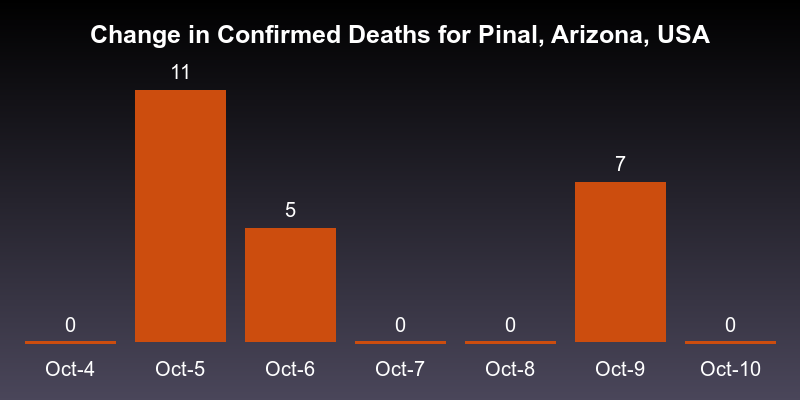 Change in Confirmed Deaths for Pinal, Arizona, USA
11
7
5
0
0
0
0
Oct-4
Oct-5
Oct-6
Oct-7
Oct-8
Oct-9
Oct-10